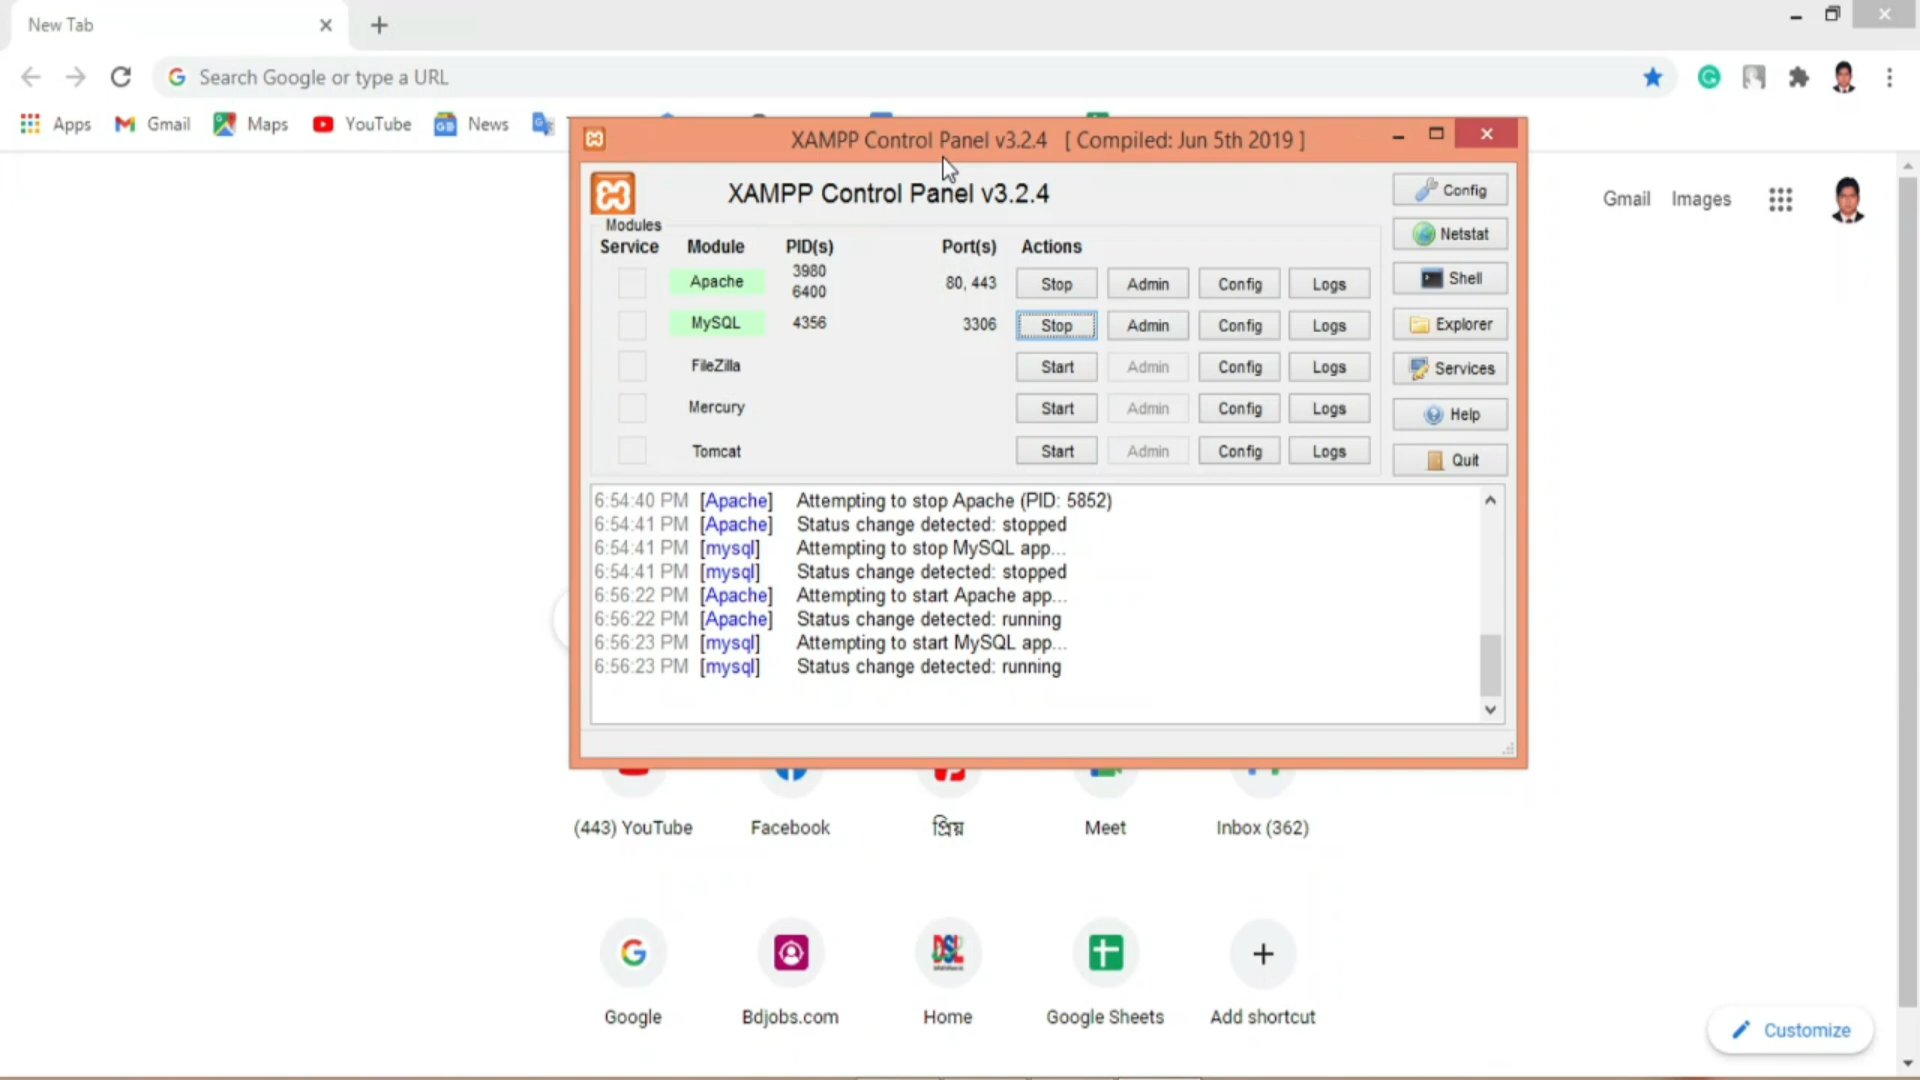 New Tab
Search Google or type a URL
Apps Gmail Maps YouTube News
XAMPP Control Panel v3.2.4 [ Compiled: Jun 5th 2019 ]
XAMPP Control Panel v3.2.4
Config
Gmail Images
Modules
Service Module PID(s) Port(s) Actions
Netstat
Apache 3980 6400 80, 443 Stop Admin Config Logs
Shell
MySQL 4356 3306 Stop Admin Config Logs
Explorer
FileZilla Start Admin Config Logs
Services
Mercury Start Admin Config Logs
Help
Tomcat Start Admin Config Logs
Quit
6:54:40 PM [Apache] Attempting to stop Apache (PID: 5852)
6:54:41 PM [Apache] Status change detected: stopped
6:54:41 PM [mysql] Attempting to stop MySQL app...
6:54:41 PM [mysql] Status change detected: stopped
6:56:22 PM [Apache] Attempting to start Apache app...
6:56:22 PM [Apache] Status change detected: running
6:56:23 PM [mysql] Attempting to start MySQL app...
6:56:23 PM [mysql] Status change detected: running
(443) YouTube Facebook প্রিয় Meet Inbox (362)
DSL
Google Bdjobs.com Home Google Sheets Add shortcut
Customize